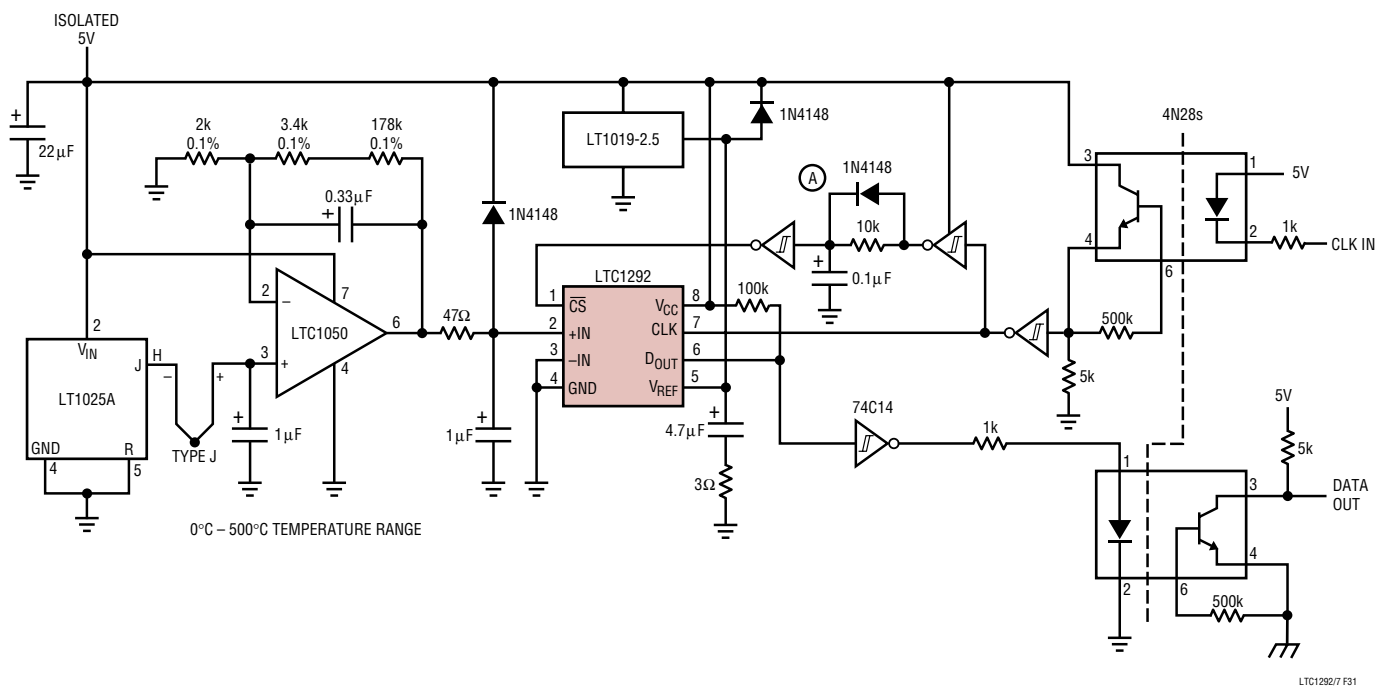 ISOLATED
5V
+
22µF
2k
0.1%
3.4k
0.1%
178k
0.1%
0.33µF
+
1N4148
LT1019-2.5
1N4148
A
1N4148
10k
+
0.1µF
4N28s
3
1
5V
4
2
1k
CLK IN
6
2
VIN
J
H
–
+
LT1025A
GND
R
4
5
TYPE J
+
1µF
2
–
7
LTC1050
6
3
+
4
47Ω
+
1µF
LTC1292
1
CS
2
+IN
3
–IN
4
GND
VCC
8
CLK
7
DOUT
6
VREF
5
100k
+
4.7µF
3Ω
74C14
1k
500k
5k
5V
5k
1
3
DATA
OUT
4
2
6
500k
0°C – 500°C TEMPERATURE RANGE
LTC1292/7 F31